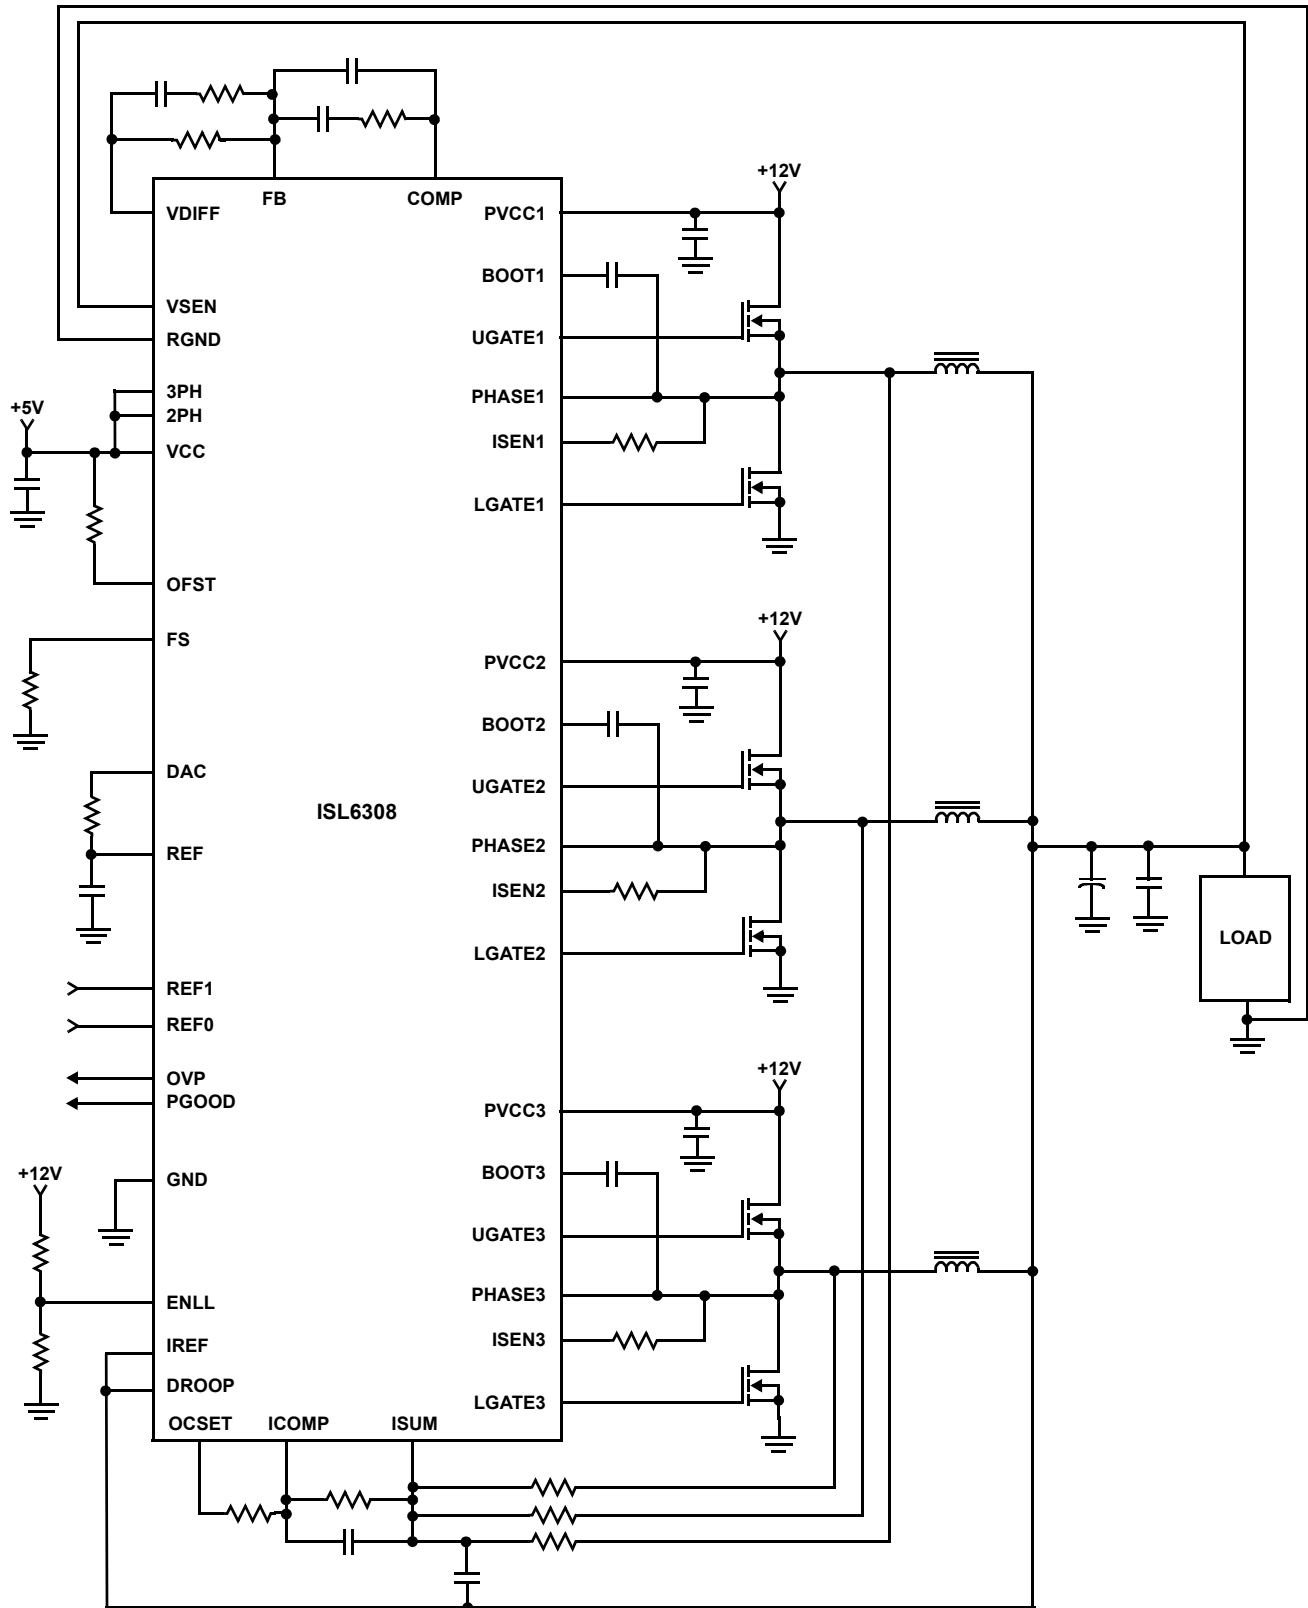 +12V
FB
COMP
VDIFF
PVCC1
BOOT1
VSEN
RGND
UGATE1
3PH
PHASE1
+5V
2PH
ISEN1
VCC
LGATE1
OFST
+12V
FS
PVCC2
BOOT2
DAC
UGATE2
ISL6308
PHASE2
REF
ISEN2
LOAD
LGATE2
REF1
REF0
+12V
OVP
PGOOD
PVCC3
+12V
BOOT3
GND
UGATE3
PHASE3
ENLL
ISEN3
IREF
DROOP
LGATE3
OCSET
ICOMP
ISUM